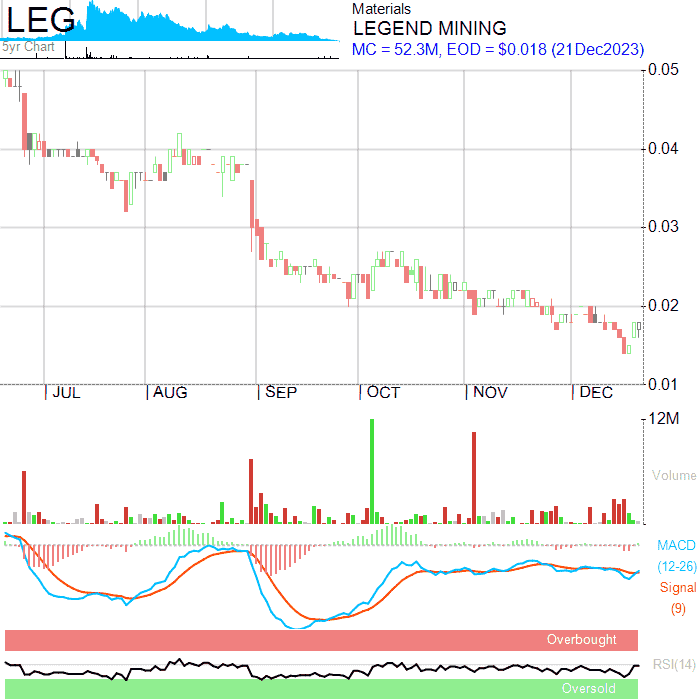 LEG
5yr Chart
Materials
LEGEND MINING
MC = 52.3M, EOD = $0.018 (21Dec2023)
0.05
0.04
0.03
0.02
0.01
JUL AUG SEP OCT NOV DEC
12M
Volume
MACD
(12-26)
Signal
(9)
Overbought
RSI(14)
Oversold